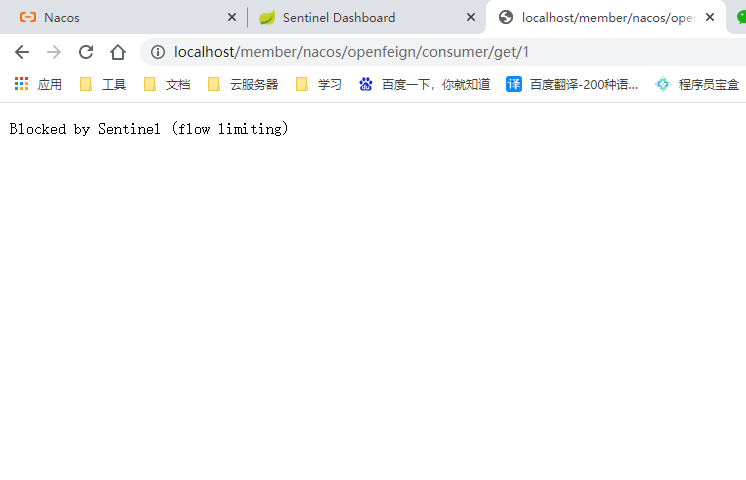 Nacos Sentinel Dashboard localhost/member/nacos/open
localhost/member/nacos/openfeign/consumer/get/1
应用 工具 文档 云服务器 学习 百度一下,你就知道 译 百度翻译-200种语... 程序员宝盒
Blocked by Sentinel (flow limiting)